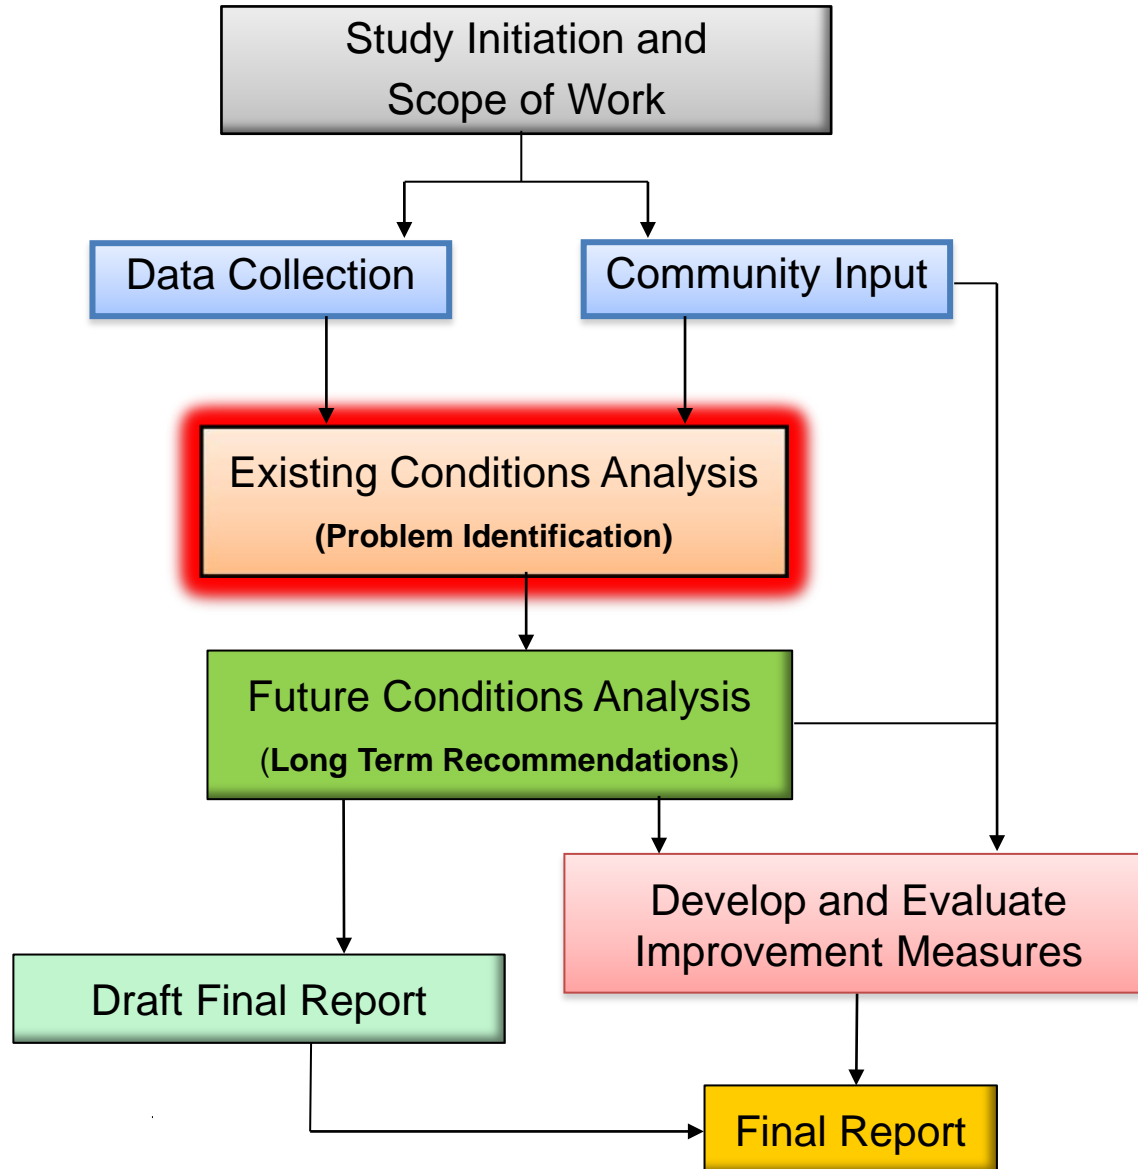 Study Initiation and
Scope of Work
Data Collection
Community Input
Existing Conditions Analysis
(Problem Identification)
Future Conditions Analysis
(Long Term Recommendations)
Develop and Evaluate
Improvement Measures
Draft Final Report
Final Report